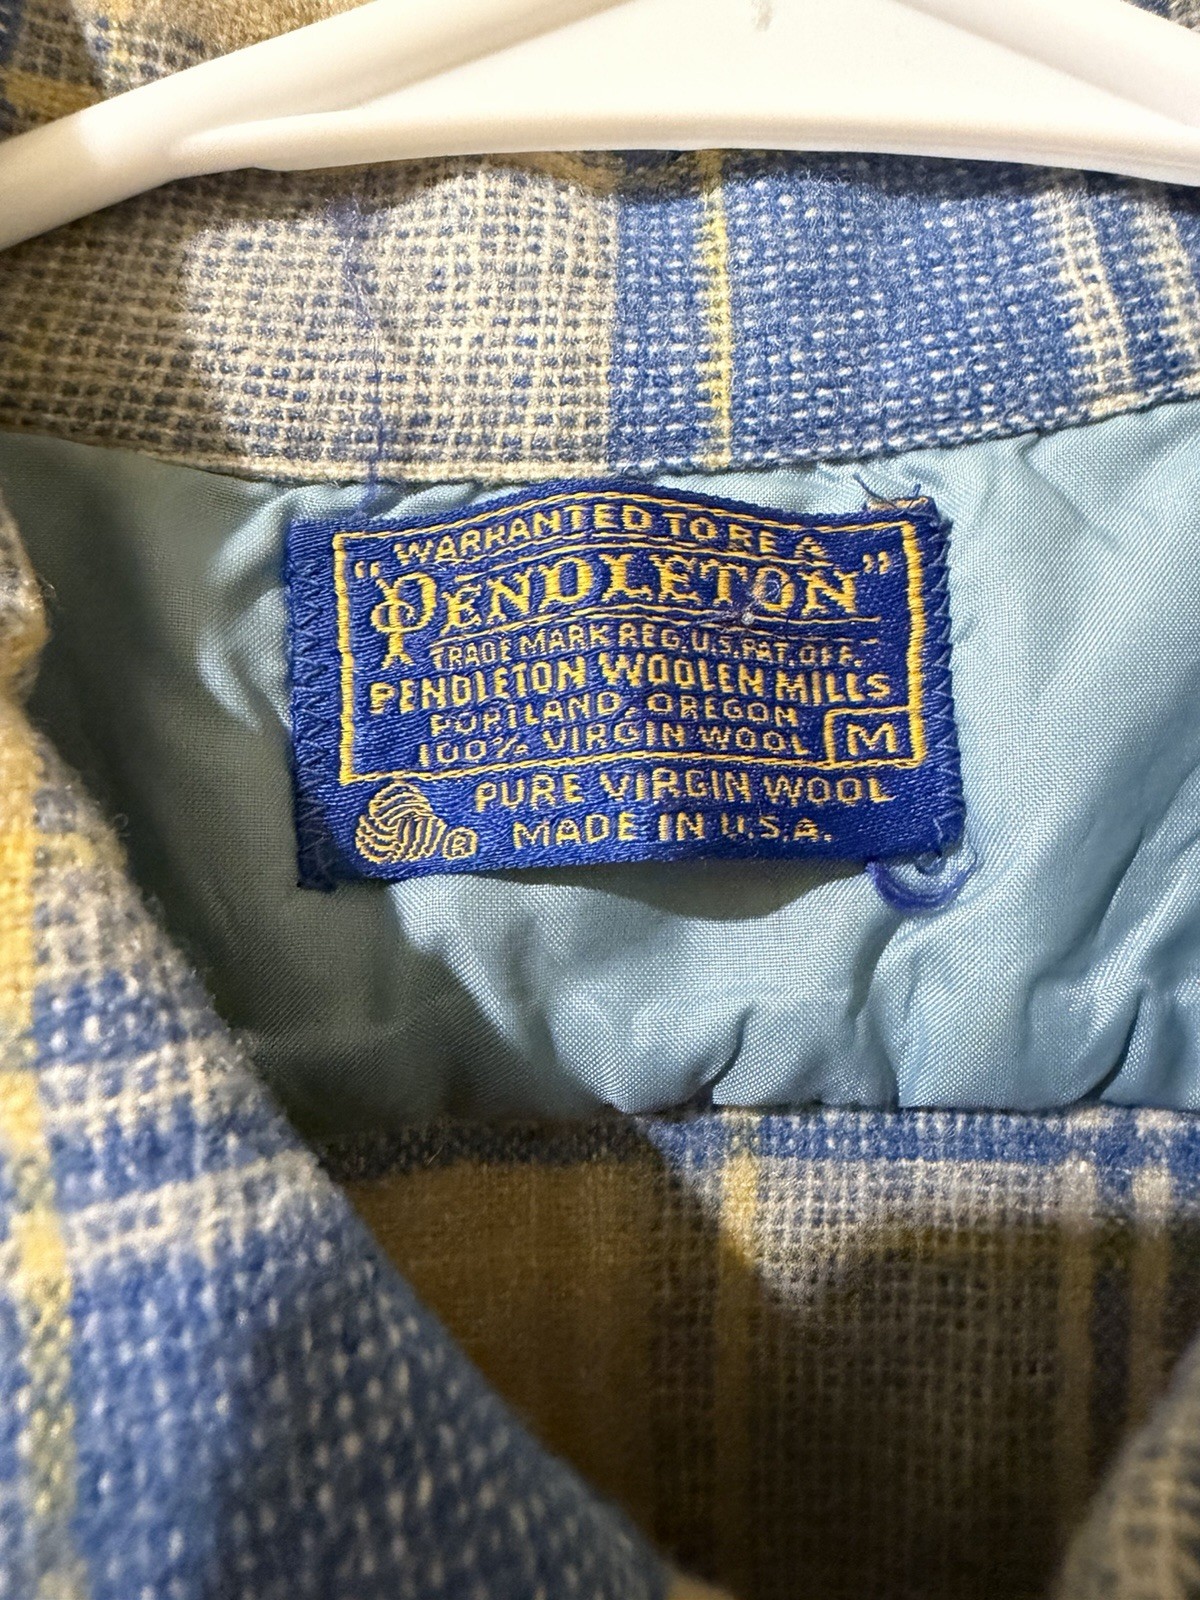 WARRANTED TO BE A
"PENDLETON"
TRADE MARK REG. U.S. PAT. OFF.
PENDLETON WOOLEN MILLS
PORTLAND, OREGON
100% VIRGIN WOOL M
PURE VIRGIN WOOL
® MADE IN U.S.A.